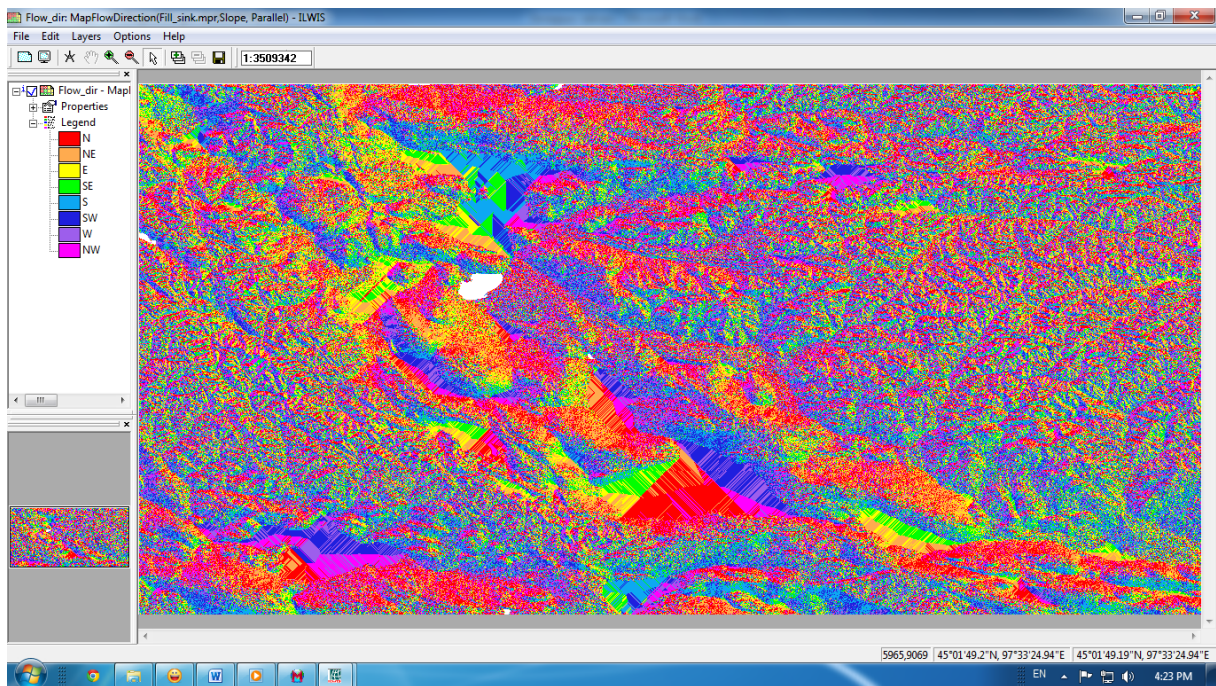 Flow_dir: MapFlowDirection(Fill_sink.mpr,Slope, Parallel) - ILWIS
File Edit Layers Options Help
1:3509342
Flow_dir - Mapl
Properties
Legend
N
NE
E
SE
S
SW
W
NW
5965,9069 45°01'49.2"N, 97°33'24.94"E 45°01'49.19"N, 97°33'24.94"E
EN 4:23 PM